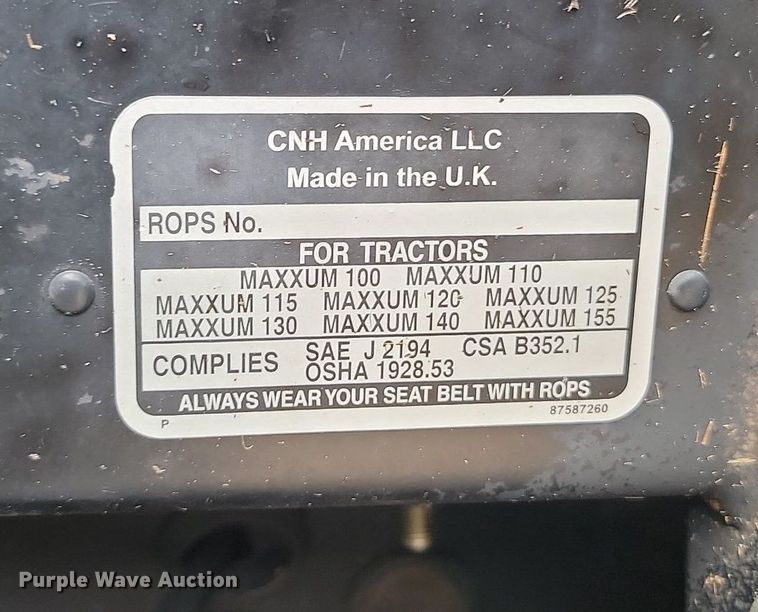 CNH America LLC
Made in the U.K.
ROPS No.
FOR TRACTORS
MAXXUM 100 MAXXUM 110
MAXXUM 115 MAXXUM 120 MAXXUM 125
MAXXUM 130 MAXXUM 140 MAXXUM 155
COMPLIES SAE J 2194 CSA B352.1
OSHA 1928.53
ALWAYS WEAR YOUR SEAT BELT WITH ROPS
P 87587260
Purple Wave Auction